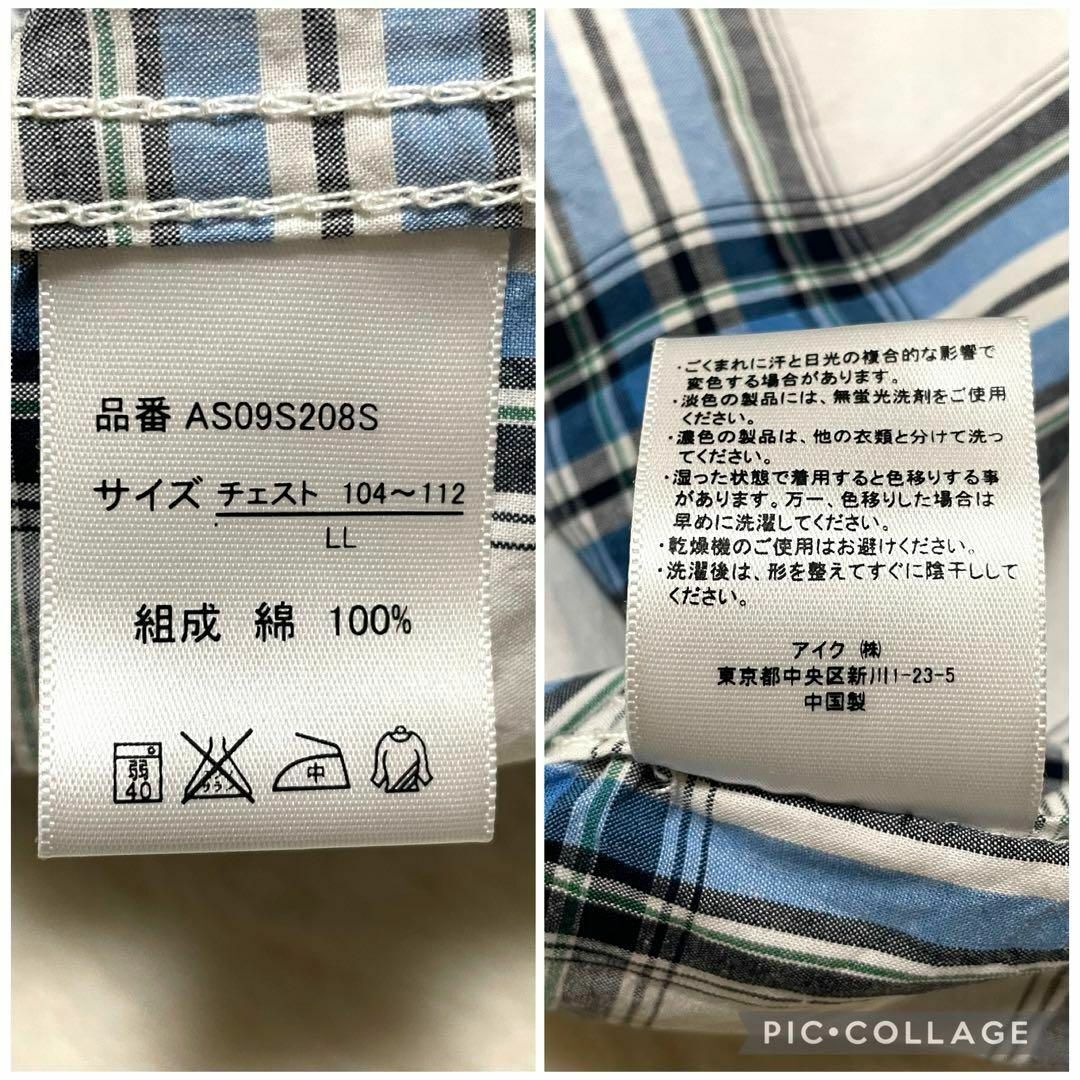 品番 AS09S208S
サイズ チェスト 104～112
LL
組成 綿 100%
弱
40
中
・ごくまれに汗と日光の複合的な影響で
変色する場合があります。
・淡色の製品には、無蛍光洗剤をご使用
ください。
・濃色の製品は、他の衣類と分けて洗っ
てください。
・湿った状態で着用すると色移りする事
があります。万一、色移りした場合は
早めに洗濯してください。
・乾燥機のご使用はお避けください。
・洗濯後は、形を整えてすぐに陰干しして
ください。
アイク ㈱
東京都中央区新川1-23-5
中国製
PIC•COLLAGE